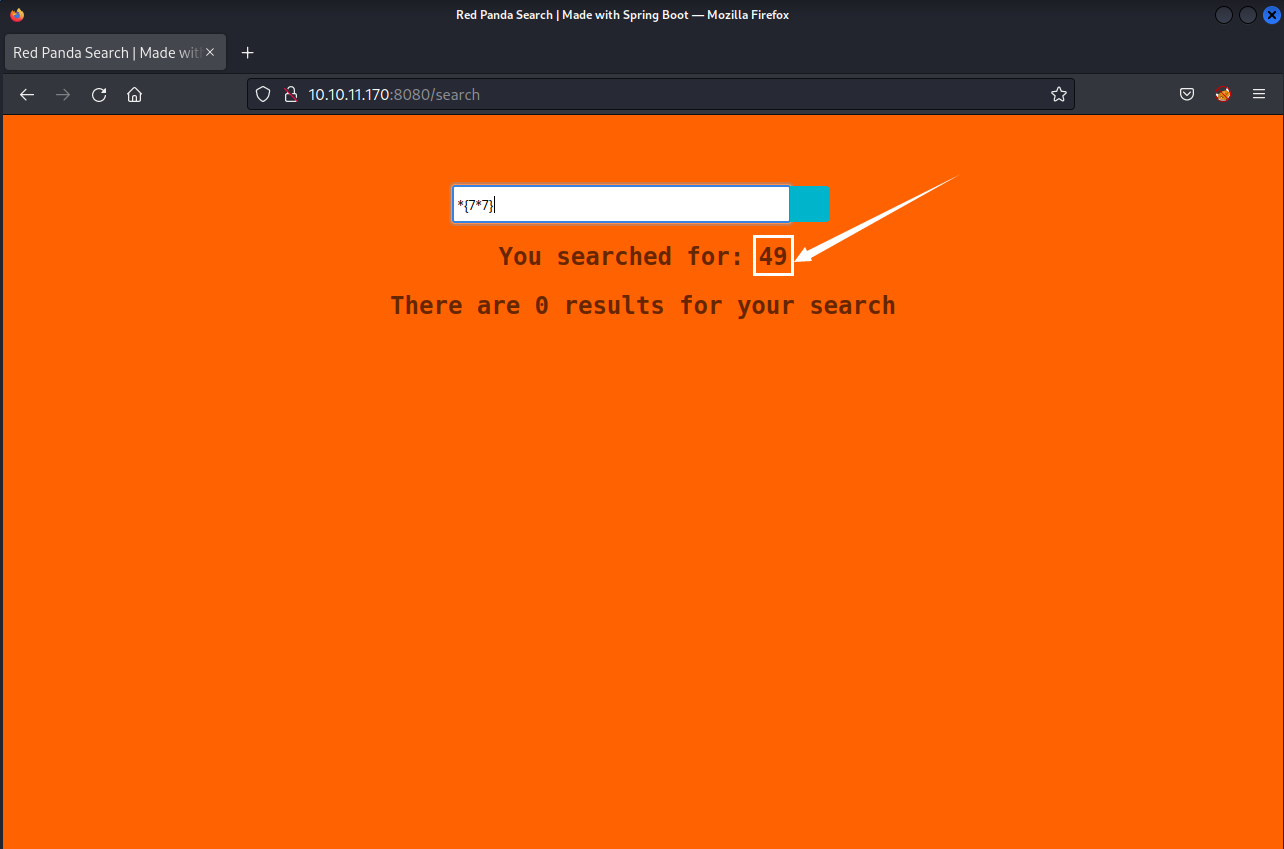 Red Panda Search | Made with Spring Boot — Mozilla Firefox
Red Panda Search | Made with
10.10.11.170:8080/search
*{7*7}
You searched for: 49
There are 0 results for your search